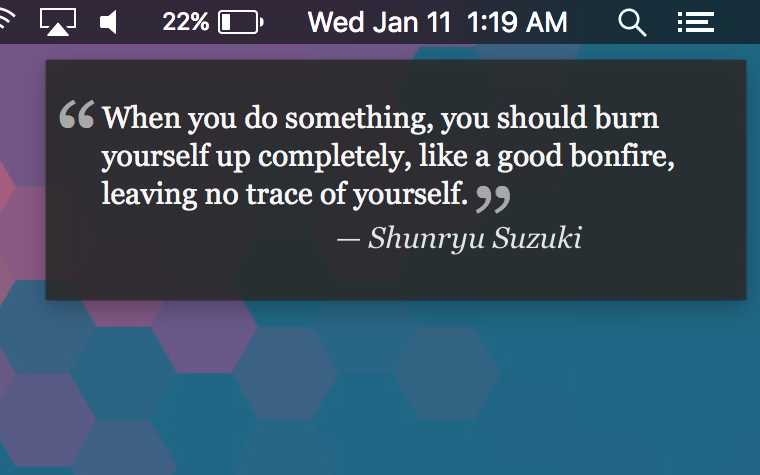 22% Wed Jan 11 1:19 AM
“When you do something, you should burn
yourself up completely, like a good bonfire,
leaving no trace of yourself.”
— Shunryu Suzuki